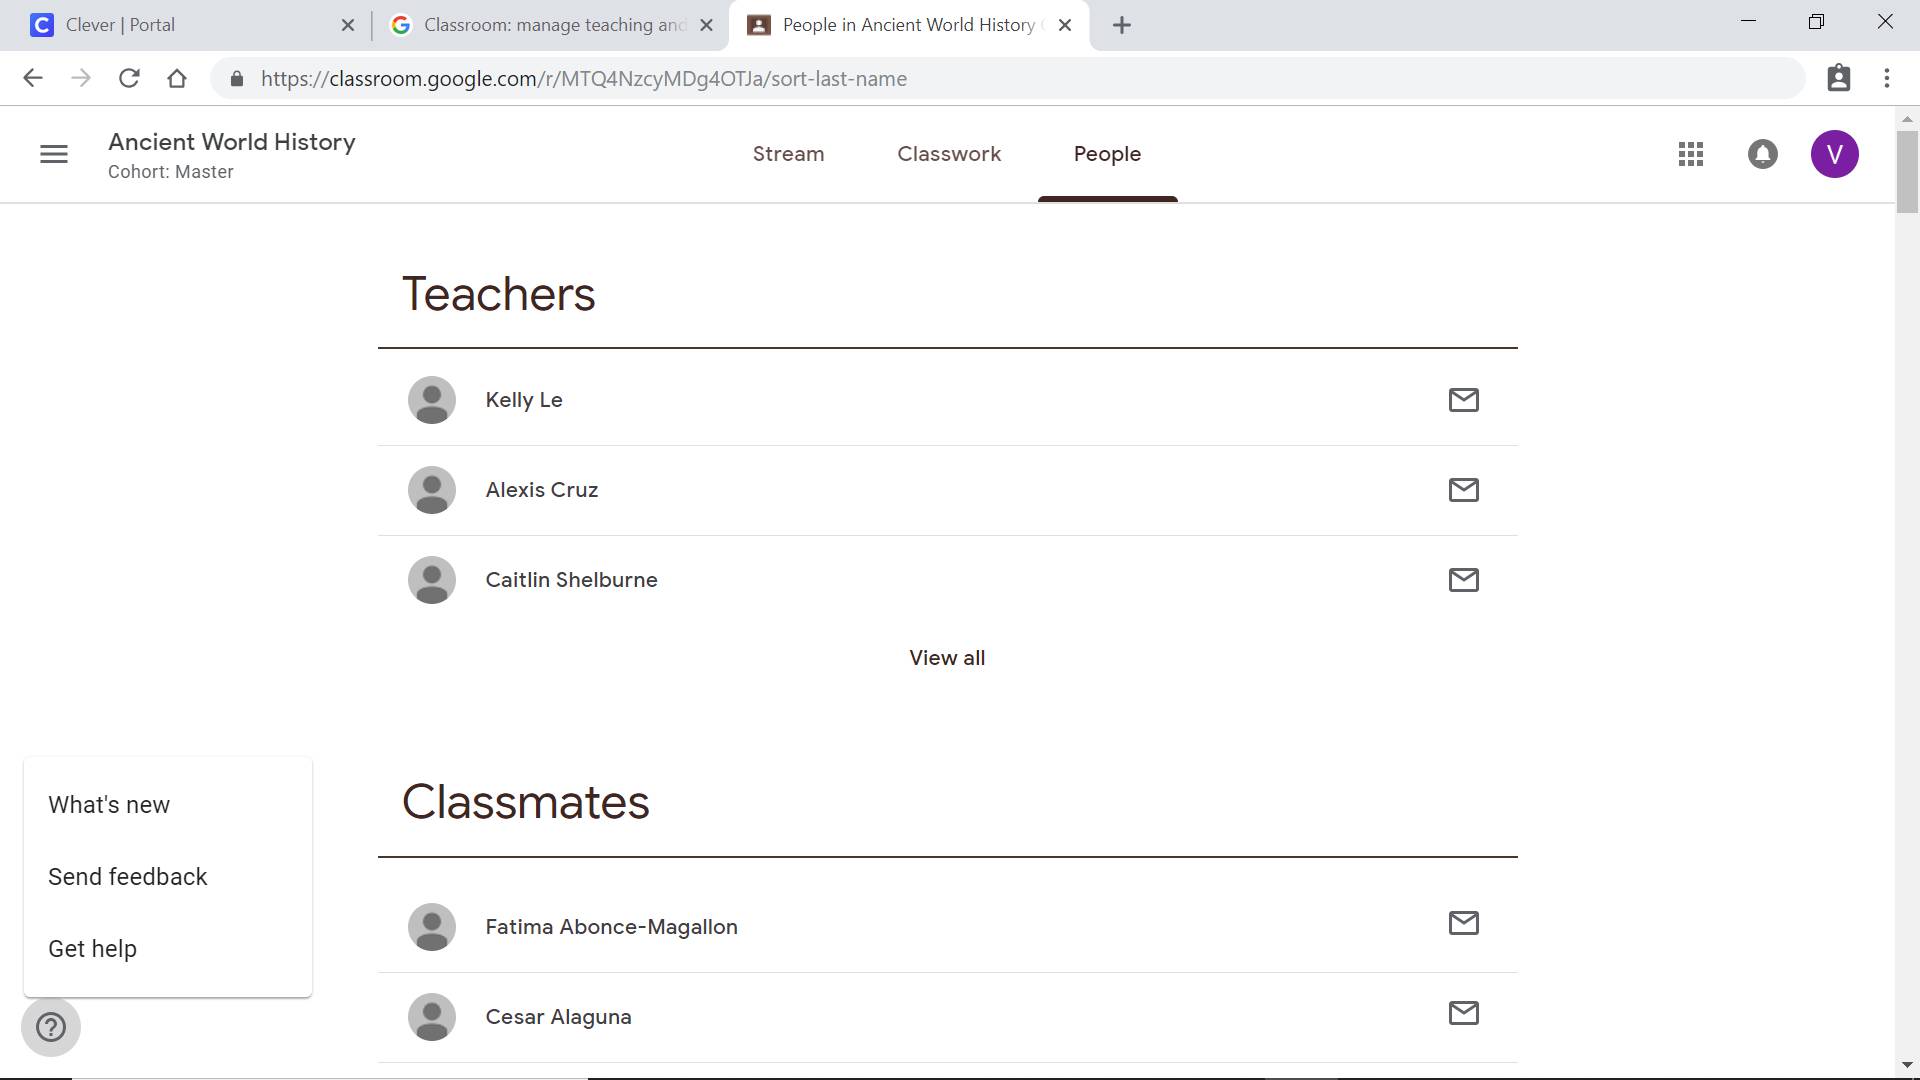 Clever | Portal
Classroom: manage teaching and
People in Ancient World History
https://classroom.google.com/r/MTQ4NzcyMDg4OTJa/sort-last-name
Ancient World History
Cohort: Master
Stream
Classwork
People
V
Teachers
Kelly Le
Alexis Cruz
Caitlin Shelburne
View all
Classmates
Fatima Abonce-Magallon
Cesar Alaguna
What's new
Send feedback
Get help